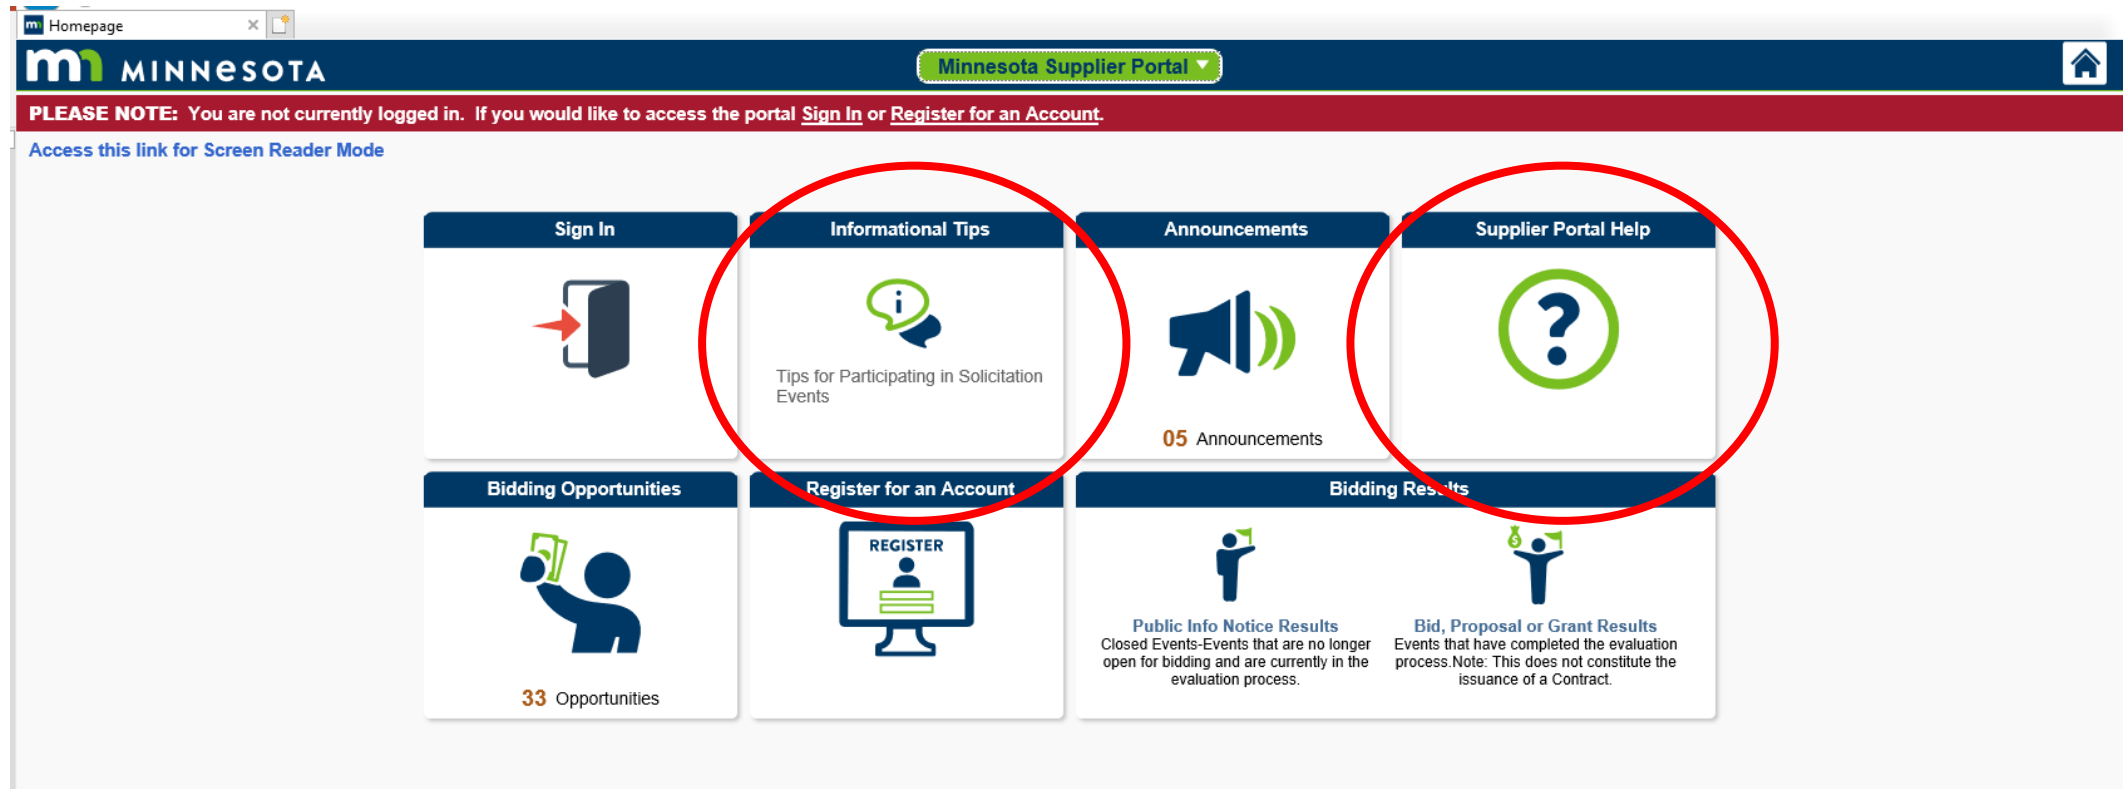 Homepage
mn MINNESOTA
Minnesota Supplier Portal
PLEASE NOTE: You are not currently logged in. If you would like to access the portal Sign In or Register for an Account.
Access this link for Screen Reader Mode
Sign In
Informational Tips
i
Tips for Participating in Solicitation
Events
Announcements
05 Announcements
Supplier Portal Help
?
Bidding Opportunities
33 Opportunities
Register for an Account
REGISTER
Bidding Results
Public Info Notice Results
Closed Events-Events that are no longer
open for bidding and are currently in the
evaluation process.
$
Bid, Proposal or Grant Results
Events that have completed the evaluation
process.Note: This does not constitute the
issuance of a Contract.